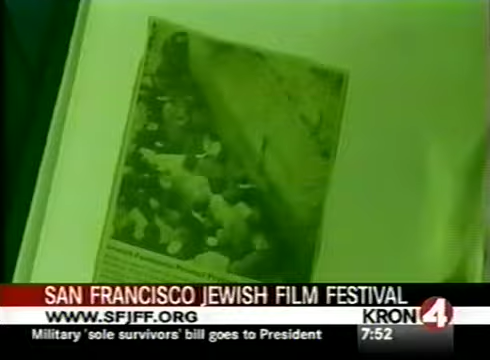 SAN FRANCISCO JEWISH FILM FESTIVAL
WWW.SFJFF.ORG
KRON 4
Military 'sole survivors' bill goes to President
7:52